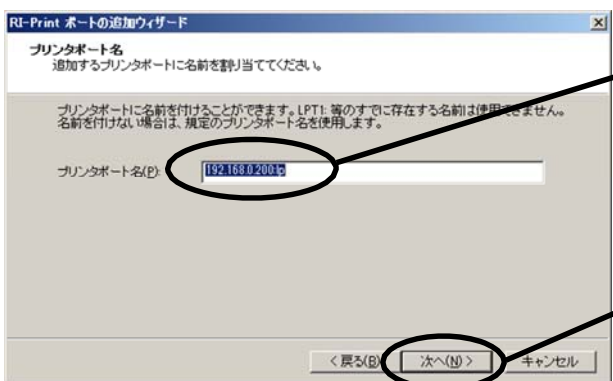 RI-Print ポートの追加ウィザード
プリンタポート名
追加するプリンタポートに名前を割り当ててください。
プリンタポートに名前を付けることができます。LPT1: 等のすでに存在する名前は使用できません。
名前を付けない場合は、規定のプリンタポート名を使用します。
プリンタポート名(P):
192.168.0.200:lp
< 戻る(B)
次へ(N) >
キャンセル